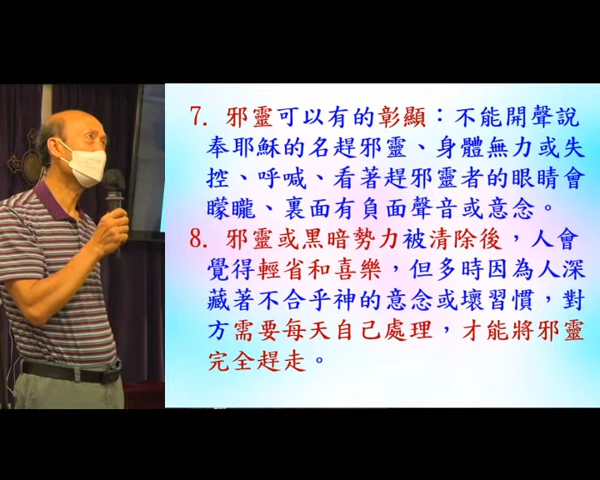 7. 邪靈可以有的彰顯：不能開聲說
奉耶穌的名趕邪靈、身體無力或失
控、呼喊、看著趕邪靈者的眼睛會
矇矓、裏面有負面聲音或意念。
8. 邪靈或黑暗勢力被清除後，人會
覺得輕省和喜樂，但多時因為人深
藏著不合乎神的意念或壞習慣，對
方需要每天自己處理，才能將邪靈
完全趕走。